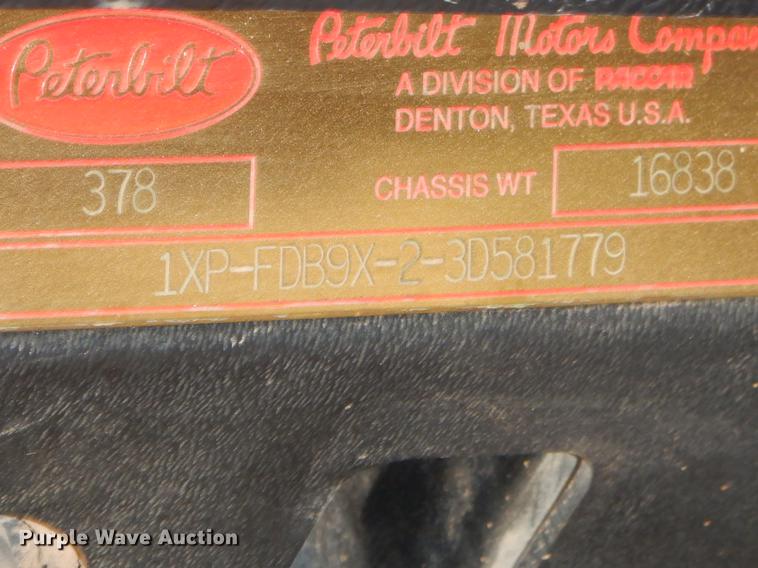 Peterbilt
Peterbilt Motors Company
A DIVISION OF PACCAR
DENTON, TEXAS U.S.A.
378
CHASSIS WT 16838
1XP-FDB9X-2-3D581779
Purple Wave Auction